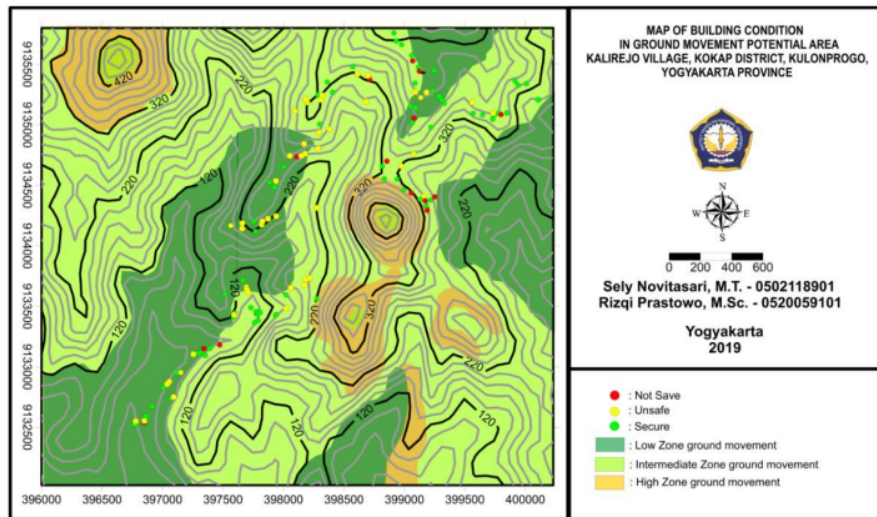 MAP OF BUILDING CONDITION
IN GROUND MOVEMENT POTENTIAL AREA
KALIREJO VILLAGE, KOKAP DISTRICT, KULONPROGO,
YOGYAKARTA PROVINCE
N
W E
S
0 200 400 600
Sely Novitasari, M.T. - 0502118901
Rizqi Prastowo, M.Sc. - 0520059101
Yogyakarta
2019
: Not Save
: Unsafe
: Secure
: Low Zone ground movement
: Intermediate Zone ground movement
: High Zone ground movement
9135500
9135000
9134500
9134000
9133500
9133000
9132500
396000 396500 397000 397500 398000 398500 399000 399500 400000
420
320
220
220
320
220
120
320
220
120
120
220
320
120
220
120
120
120